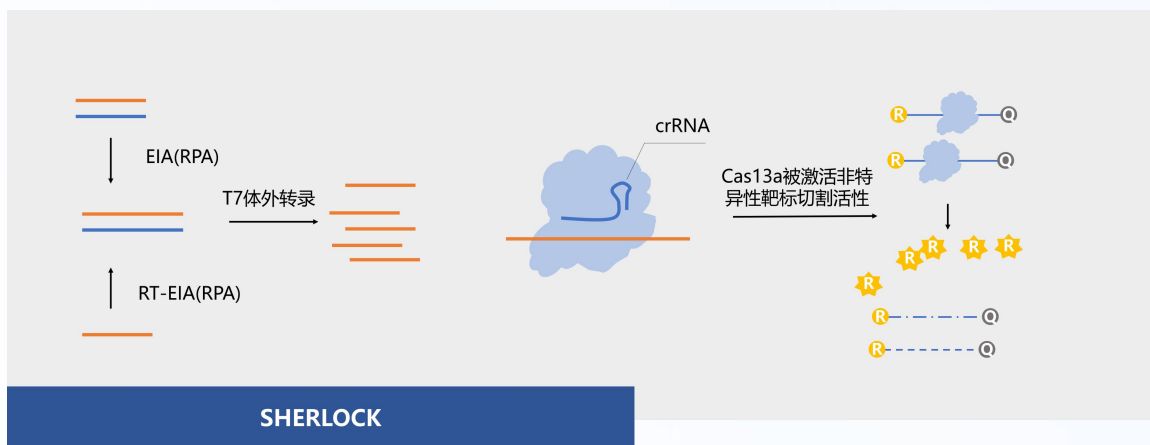 EIA(RPA)
T7体外转录
RT-EIA(RPA)
crRNA
Cas13a被激活非特
异性靶标切割活性
R Q
R Q
R R R R
R
R Q
R Q
SHERLOCK